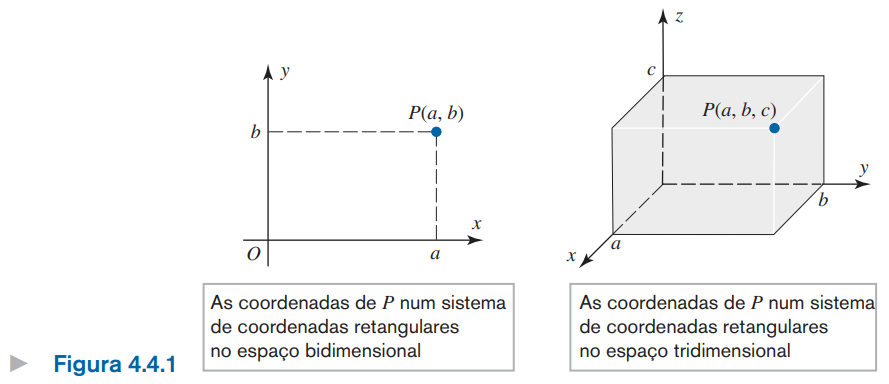 y
b
P(a, b)
x
O
a
z
c
P(a, b, c)
y
b
a
x
As coordenadas de P num sistema
de coordenadas retangulares
no espaço bidimensional
As coordenadas de P num sistema
de coordenadas retangulares
no espaço tridimensional
Figura 4.4.1